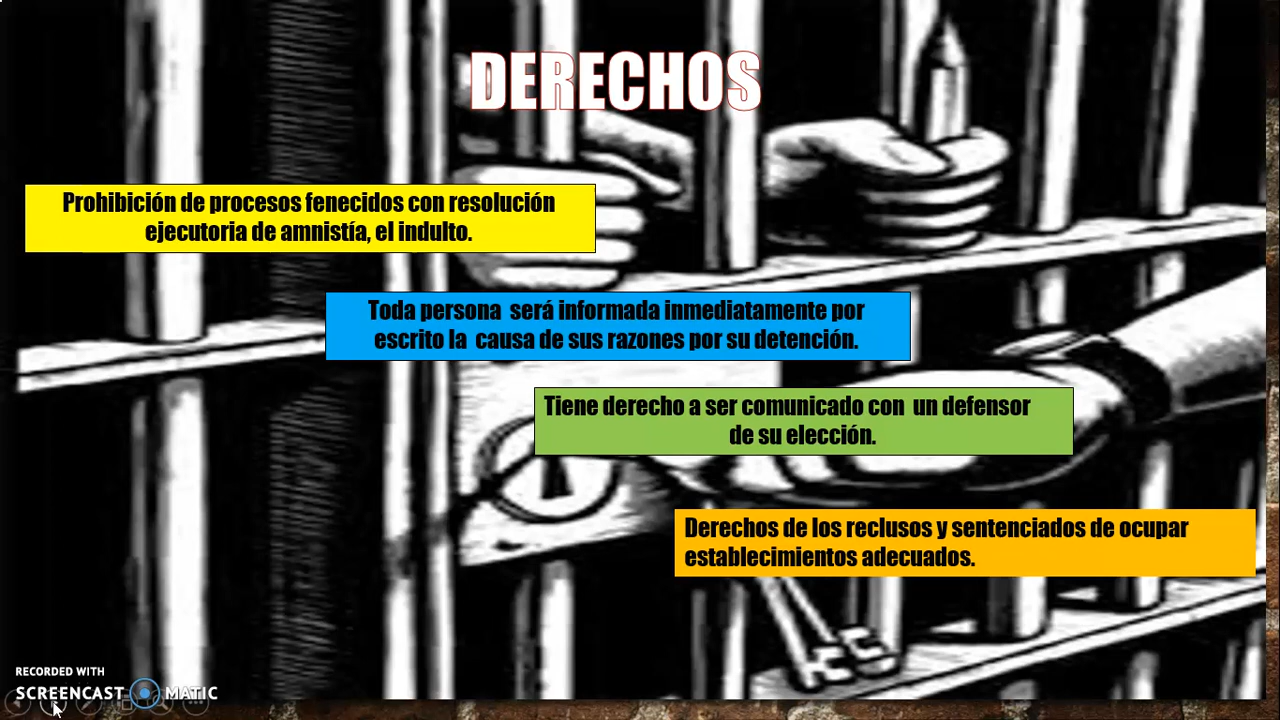 DERECHOS
Prohibición de procesos fenecidos con resolución
ejecutoria de amnistía, el indulto.
Toda persona será informada inmediatamente por
escrito la causa de sus razones por su detención.
Tiene derecho a ser comunicado con un defensor
de su elección.
Derechos de los reclusos y sentenciados de ocupar
establecimientos adecuados.
RECORDED WITH
SCREENCAST MATIC